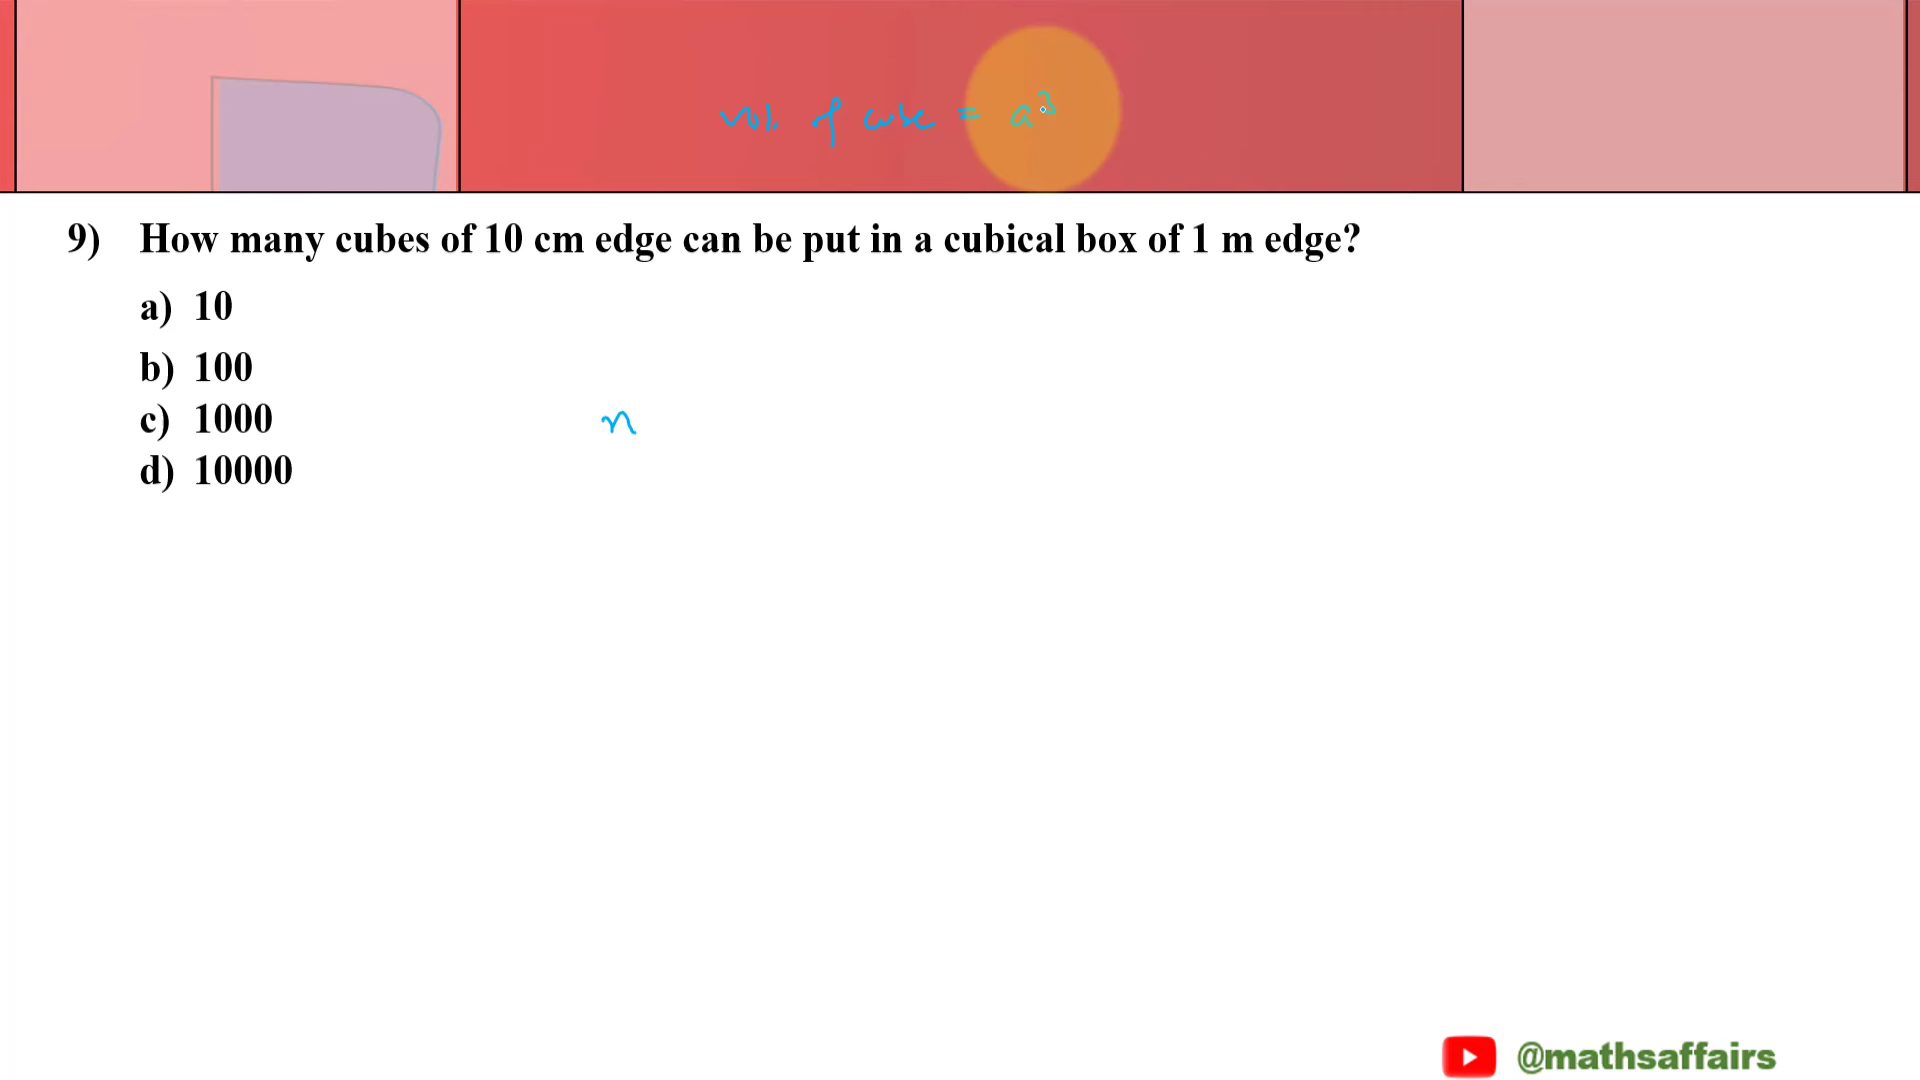 vol. of cube = a³
9) How many cubes of 10 cm edge can be put in a cubical box of 1 m edge?
a) 10
b) 100
c) 1000
n
d) 10000
@mathsaffairs